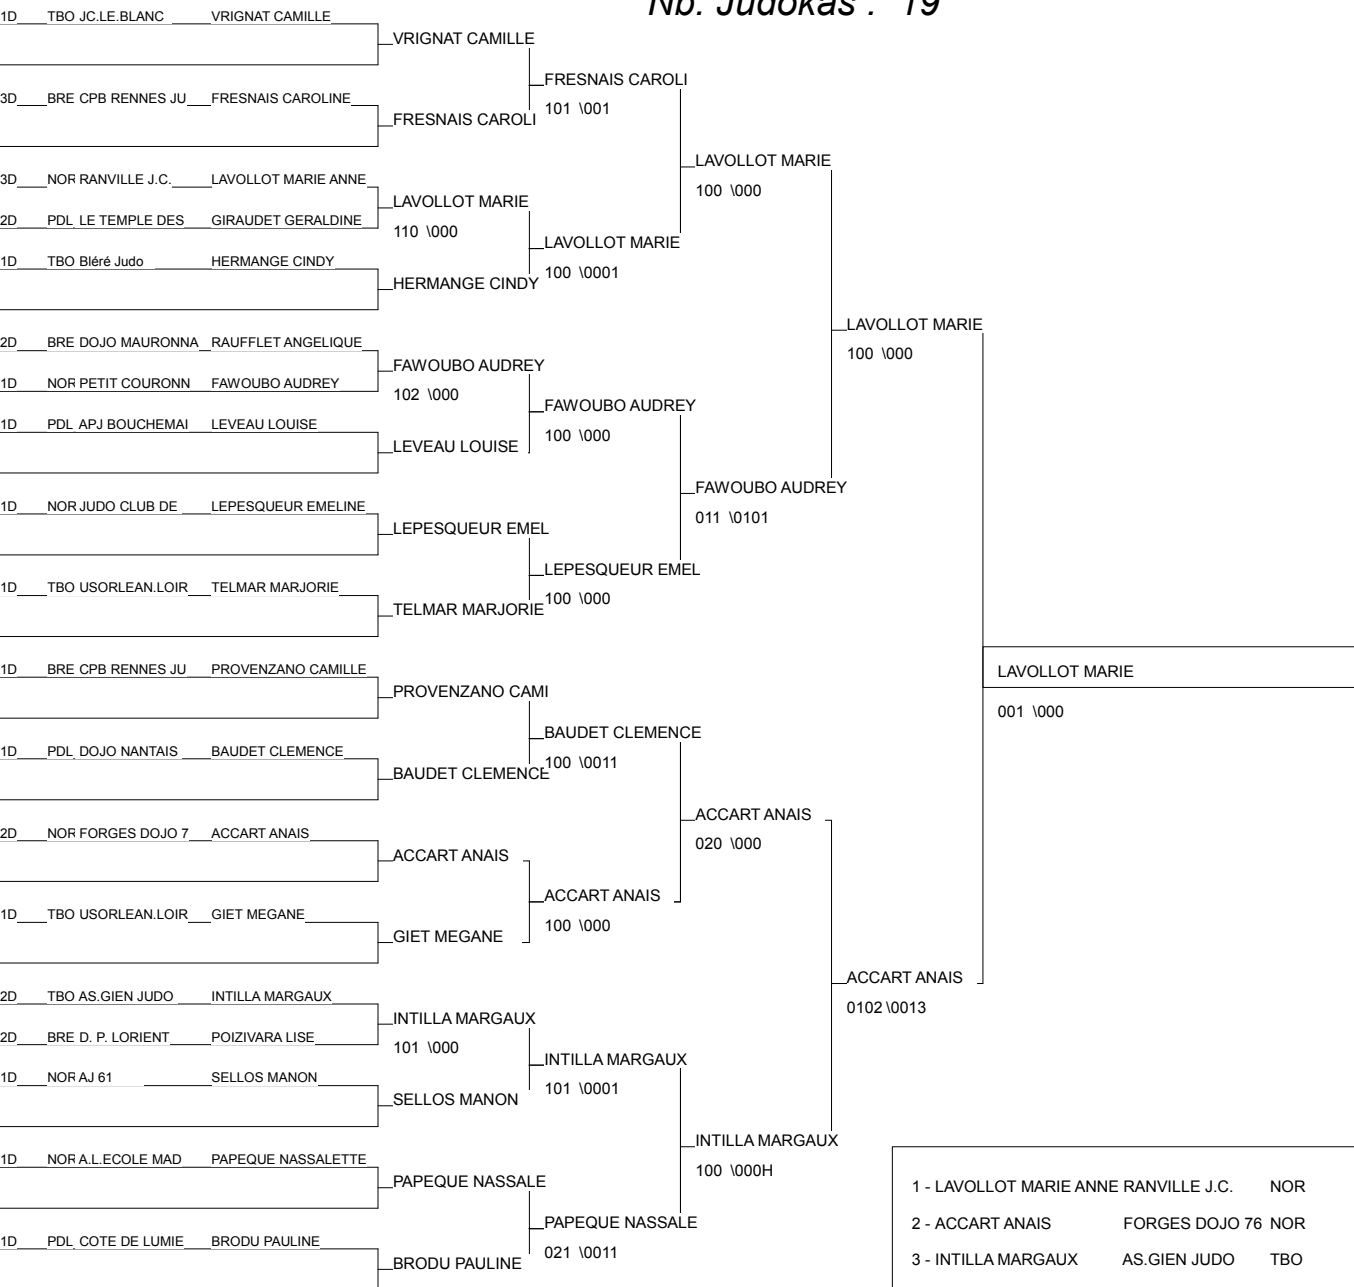 Nb. Judokas : 19
1D TBO JC.LE.BLANC VRIGNAT CAMILLE
VRIGNAT CAMILLE
FRESNAIS CAROLI
3D BRE CPB RENNES JU FRESNAIS CAROLINE
101 \001
FRESNAIS CAROLI
LAVOLLOT MARIE
3D NOR RANVILLE J.C. LAVOLLOT MARIE ANNE
100 \000
LAVOLLOT MARIE
2D PDL LE TEMPLE DES GIRAUDET GERALDINE
110 \000
LAVOLLOT MARIE
1D TBO Bléré Judo HERMANGE CINDY
100 \0001
HERMANGE CINDY
LAVOLLOT MARIE
2D BRE DOJO MAURONNA RAUFFLET ANGELIQUE
100 \000
FAWOUBO AUDREY
1D NOR PETIT COURONN FAWOUBO AUDREY
102 \000
FAWOUBO AUDREY
1D PDL APJ BOUCHEMAI LEVEAU LOUISE
100 \000
LEVEAU LOUISE
FAWOUBO AUDREY
1D NOR JUDO CLUB DE LEPESQUEUR EMELINE
011 \0101
LEPESQUEUR EMEL
LEPESQUEUR EMEL
1D TBO USORLEAN.LOIR TELMAR MARJORIE
100 \000
TELMAR MARJORIE
1D BRE CPB RENNES JU PROVENZANO CAMILLE
LAVOLLOT MARIE
PROVENZANO CAMI
001 \000
BAUDET CLEMENCE
1D PDL DOJO NANTAIS BAUDET CLEMENCE
100 \0011
BAUDET CLEMENCE
ACCART ANAIS
2D NOR FORGES DOJO 7 ACCART ANAIS
020 \000
ACCART ANAIS
ACCART ANAIS
1D TBO USORLEAN.LOIR GIET MEGANE
100 \000
GIET MEGANE
ACCART ANAIS
2D TBO AS.GIEN JUDO INTILLA MARGAUX
0102 \0013
INTILLA MARGAUX
2D BRE D. P. LORIENT POIZIVARA LISE
101 \000
INTILLA MARGAUX
1D NOR AJ 61 SELLOS MANON
101 \0001
SELLOS MANON
INTILLA MARGAUX
1D NOR A.L.ECOLE MAD PAPEQUE NASSALETTE
100 \000H
PAPEQUE NASSALE
1 - LAVOLLOT MARIE ANNE RANVILLE J.C. NOR
PAPEQUE NASSALE
2 - ACCART ANAIS FORGES DOJO 76 NOR
1D PDL COTE DE LUMIE BRODU PAULINE
021 \0011
BRODU PAULINE
3 - INTILLA MARGAUX AS.GIEN JUDO TBO